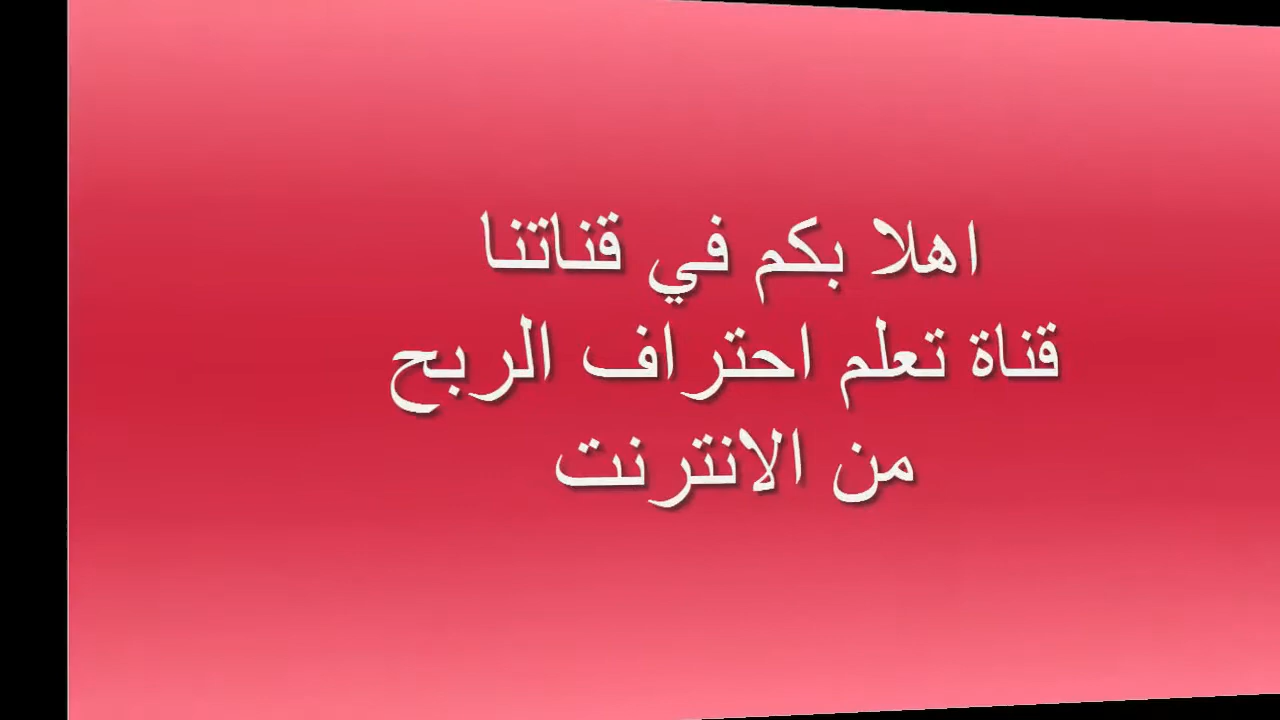 اهلا بكم في قناتنا
قناة تعلم احتراف الربح
من الانترنت